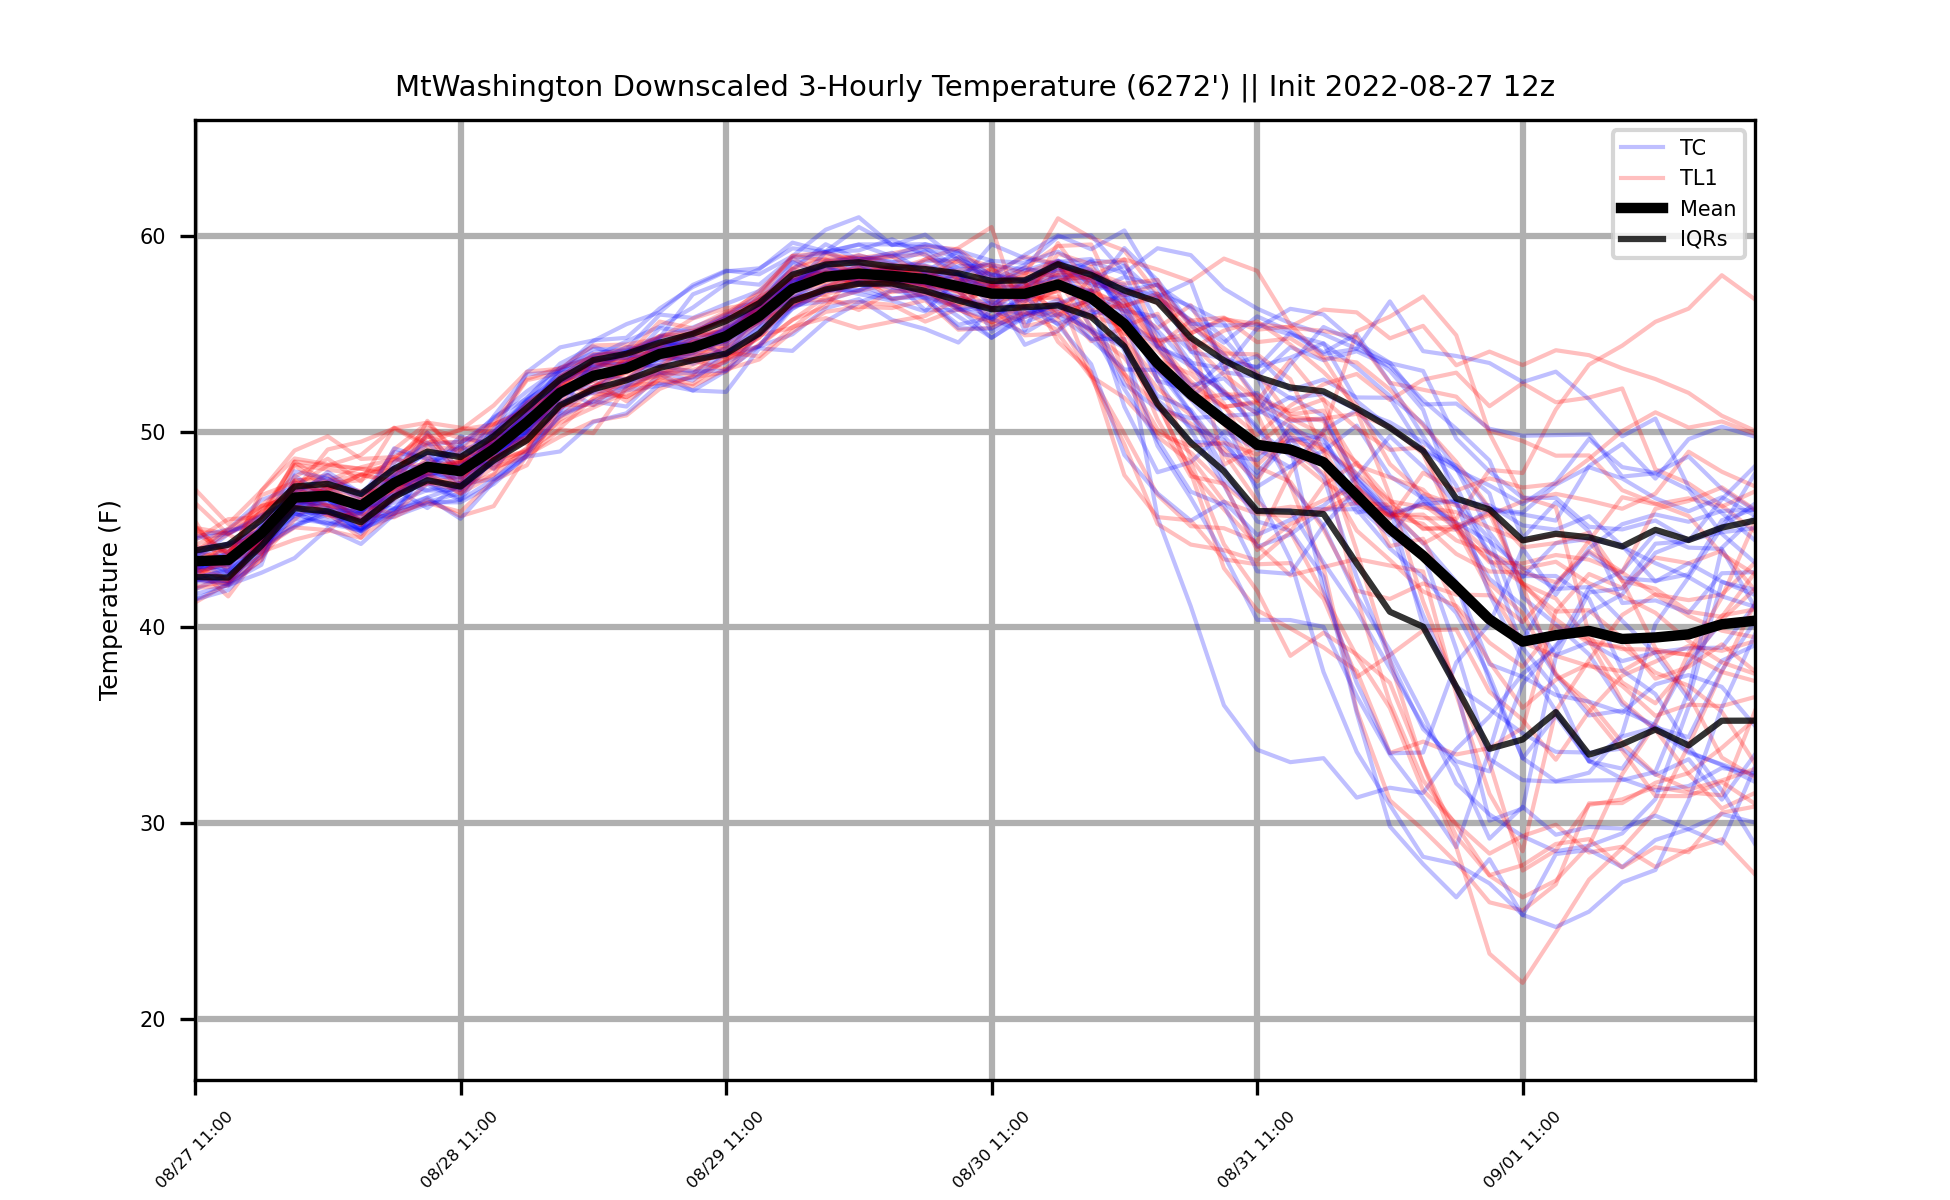 MtWashington Downscaled 3-Hourly Temperature (6272') || Init 2022-08-27 12z
TC
TL1
Mean
IQRs
Temperature (F)
60
50
40
30
20
08/27 11:00
08/28 11:00
08/29 11:00
08/30 11:00
08/31 11:00
09/01 11:00